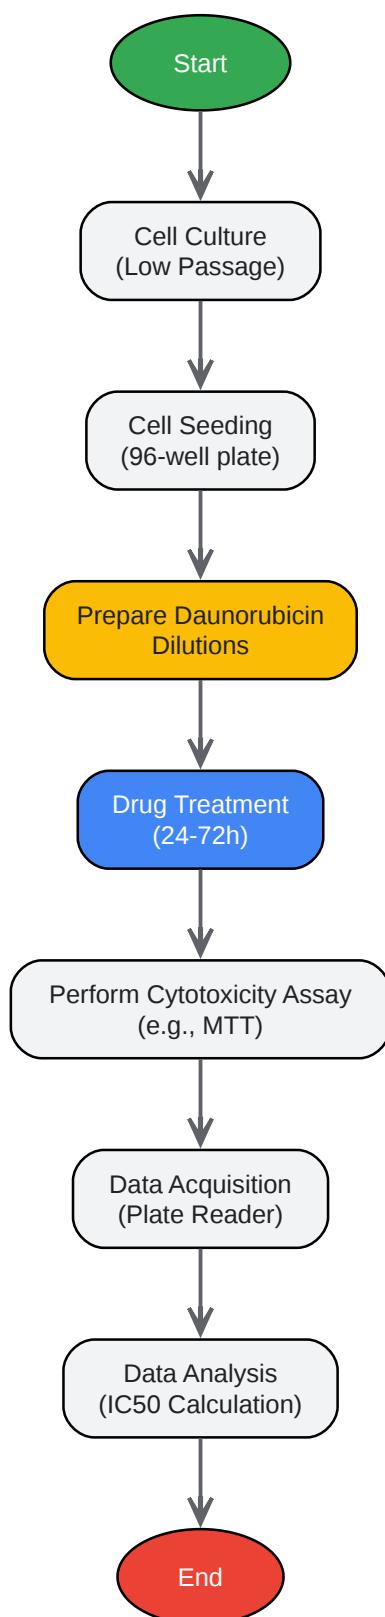 Start
Cell Culture
(Low Passage)
Cell Seeding
(96-well plate)
Prepare Daunorubicin
Dilutions
Drug Treatment
(24-72h)
Perform Cytotoxicity Assay
(e.g., MTT)
Data Acquisition
(Plate Reader)
Data Analysis
(IC50 Calculation)
End